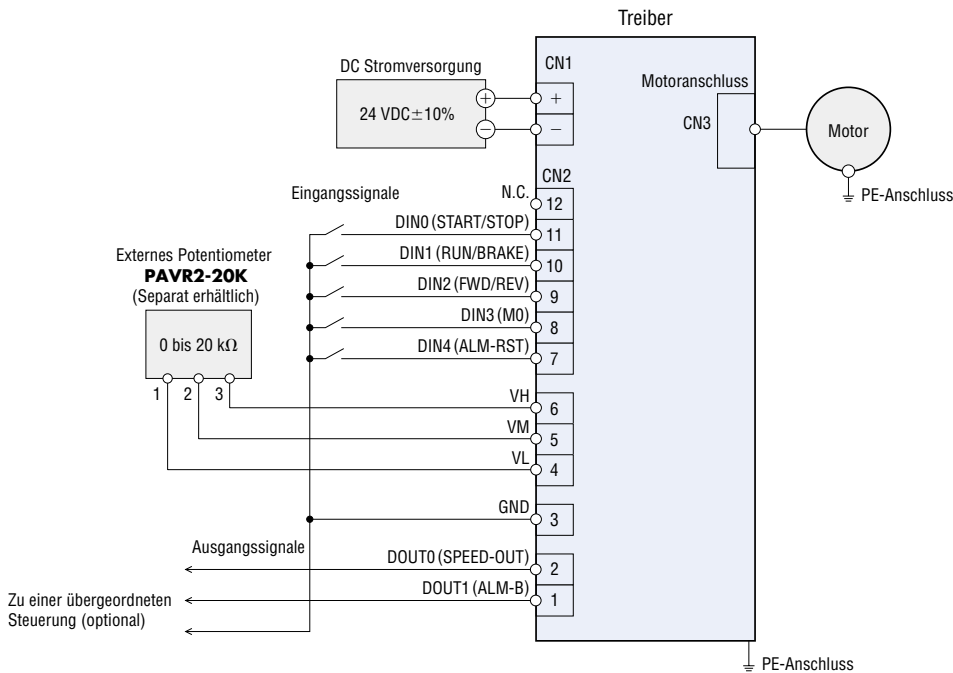 Treiber
DC Stromversorgung
24 VDC±10%
+
−
CN1
+
−
Motoranschluss
CN3
Motor
PE-Anschluss
CN2
Eingangssignale
N.C.
12
DIN0 (START/STOP)
11
DIN1 (RUN/BRAKE)
10
DIN2 (FWD/REV)
9
DIN3 (M0)
8
DIN4 (ALM-RST)
7
Externes Potentiometer
PAVR2-20K
(Separat erhältlich)
0 bis 20 kΩ
1 2 3
VH
6
VM
5
VL
4
GND
3
Ausgangssignale
DOUT0 (SPEED-OUT)
2
DOUT1 (ALM-B)
1
Zu einer übergeordneten
Steuerung (optional)
PE-Anschluss